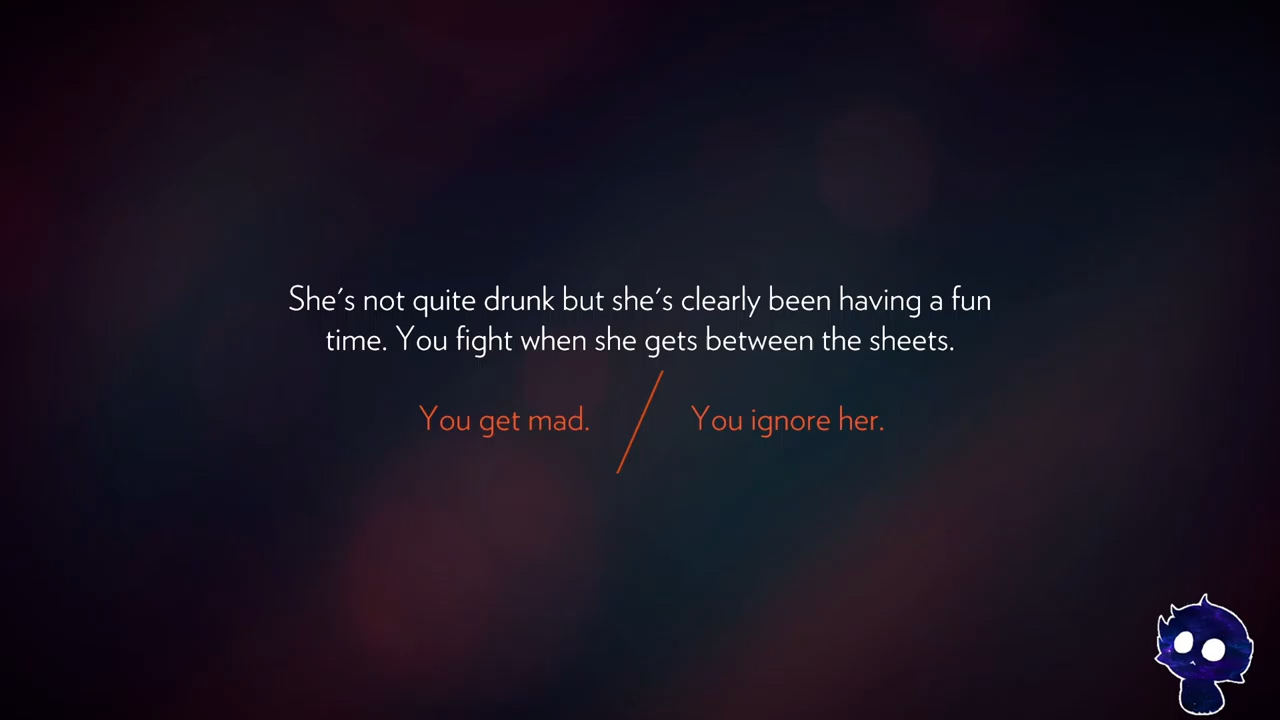 She's not quite drunk but she's clearly been having a fun
time. You fight when she gets between the sheets.
You get mad. / You ignore her.